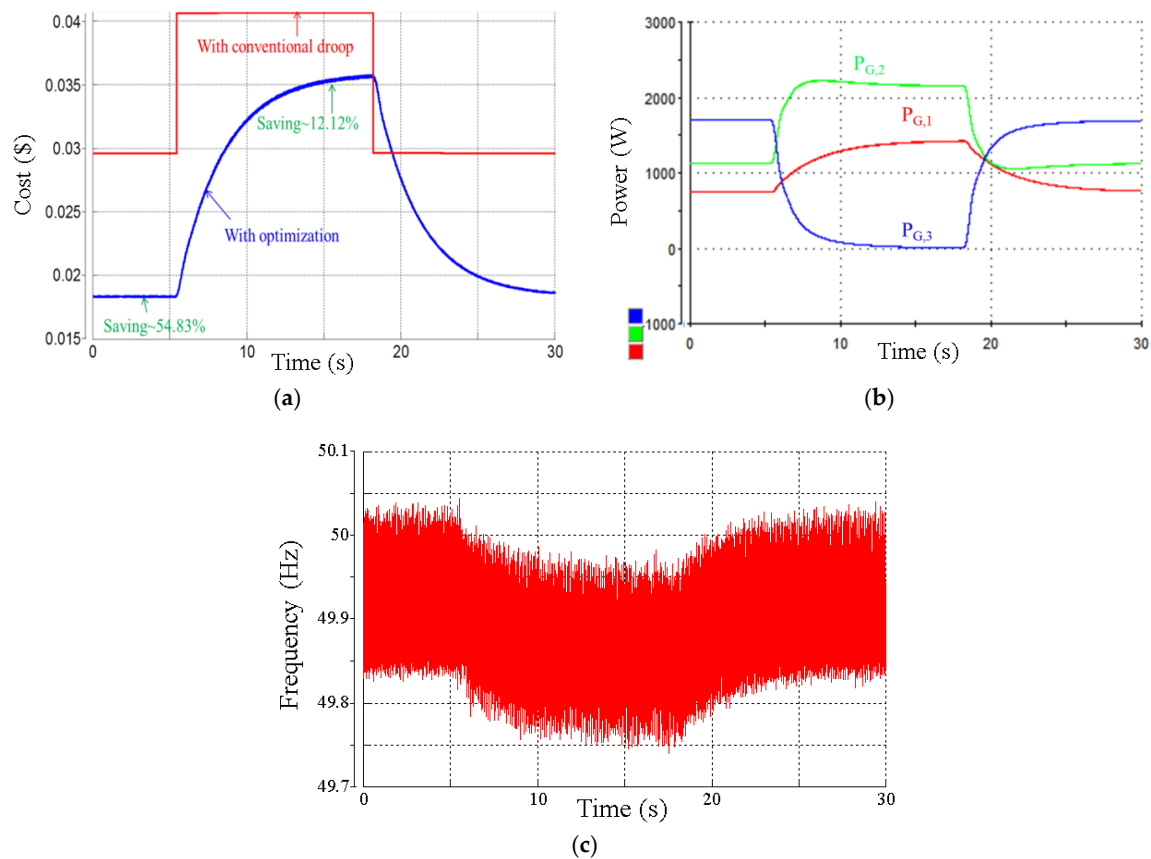 0.04
0.035
0.03
0.025
0.02
0.015
Cost ($)
With conventional droop
Saving~12.12%
With optimization
Saving~54.83%
0
10
20
30
Time (s)
(a)
3000
2000
1000
0
-1000
Power (W)
PG,2
PG,1
PG,3
0
10
20
30
Time (s)
(b)
50.1
50
49.9
49.8
49.7
Frequency (Hz)
0
10
20
30
Time (s)
(c)